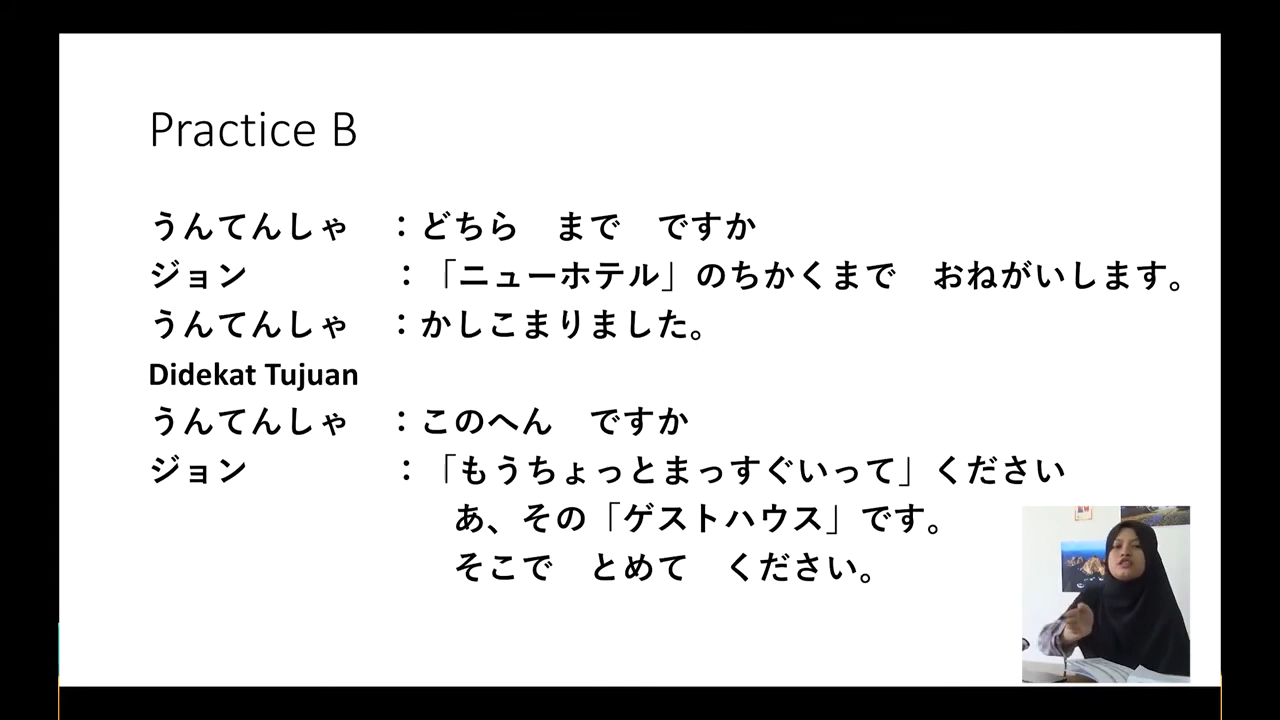 Practice B
うんてんしゃ ：どちら まで ですか
ジョン ：「ニューホテル」のちかくまで おねがいします。
うんてんしゃ ：かしこまりました。
Didekat Tujuan
うんてんしゃ ：このへん ですか
ジョン ：「もうちょっとまっすぐいって」ください
あ、その「ゲストハウス」です。
そこで とめて ください。